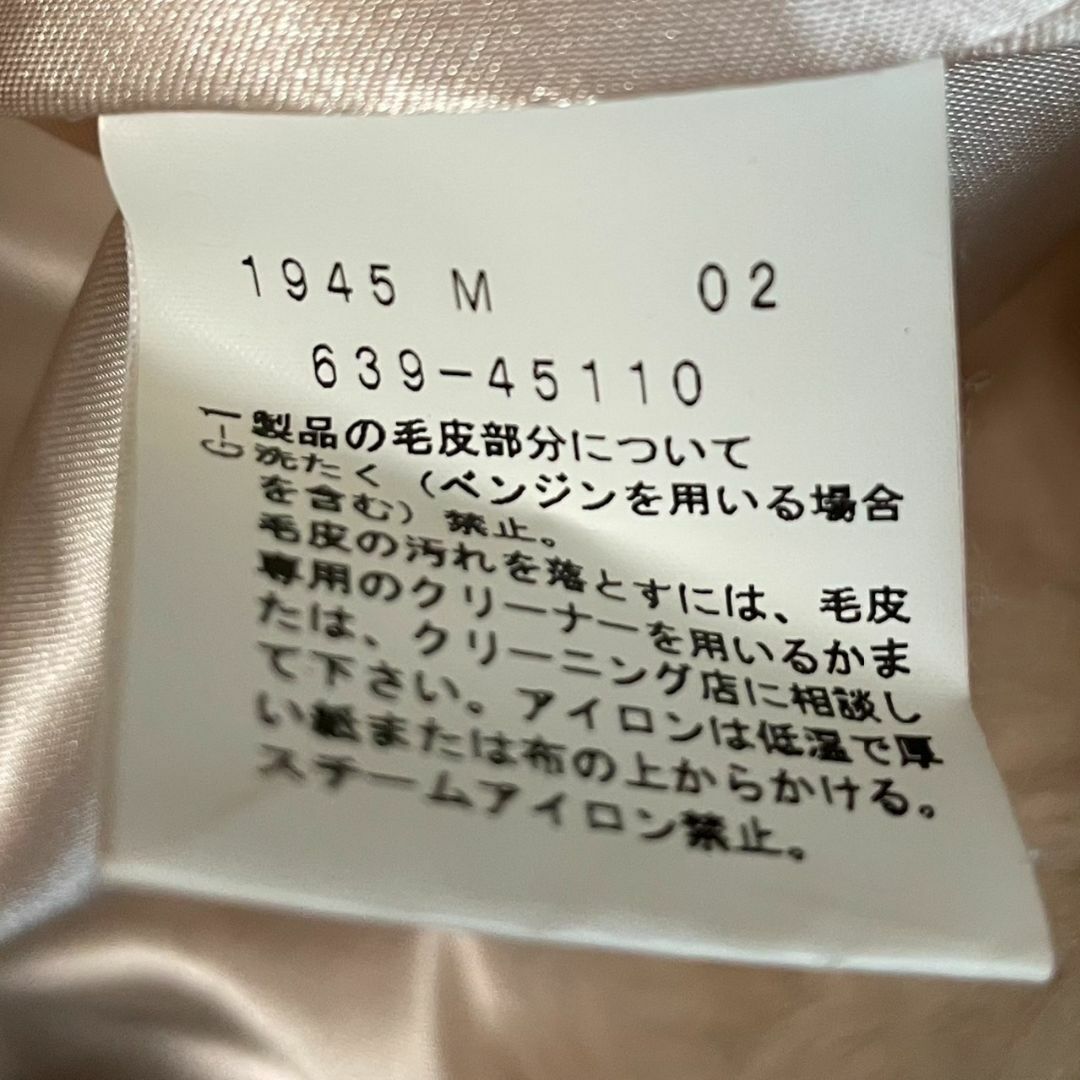 1945 M 02
639-45110
製品の毛皮部分について
洗たく（ベンジンを用いる場合
を含む）禁止。
毛皮の汚れを落とすには、毛皮
専用のクリーナーを用いるかま
たは、クリーニング店に相談し
て下さい。アイロンは低温で厚
い紙または布の上からかける。
スチームアイロン禁止。